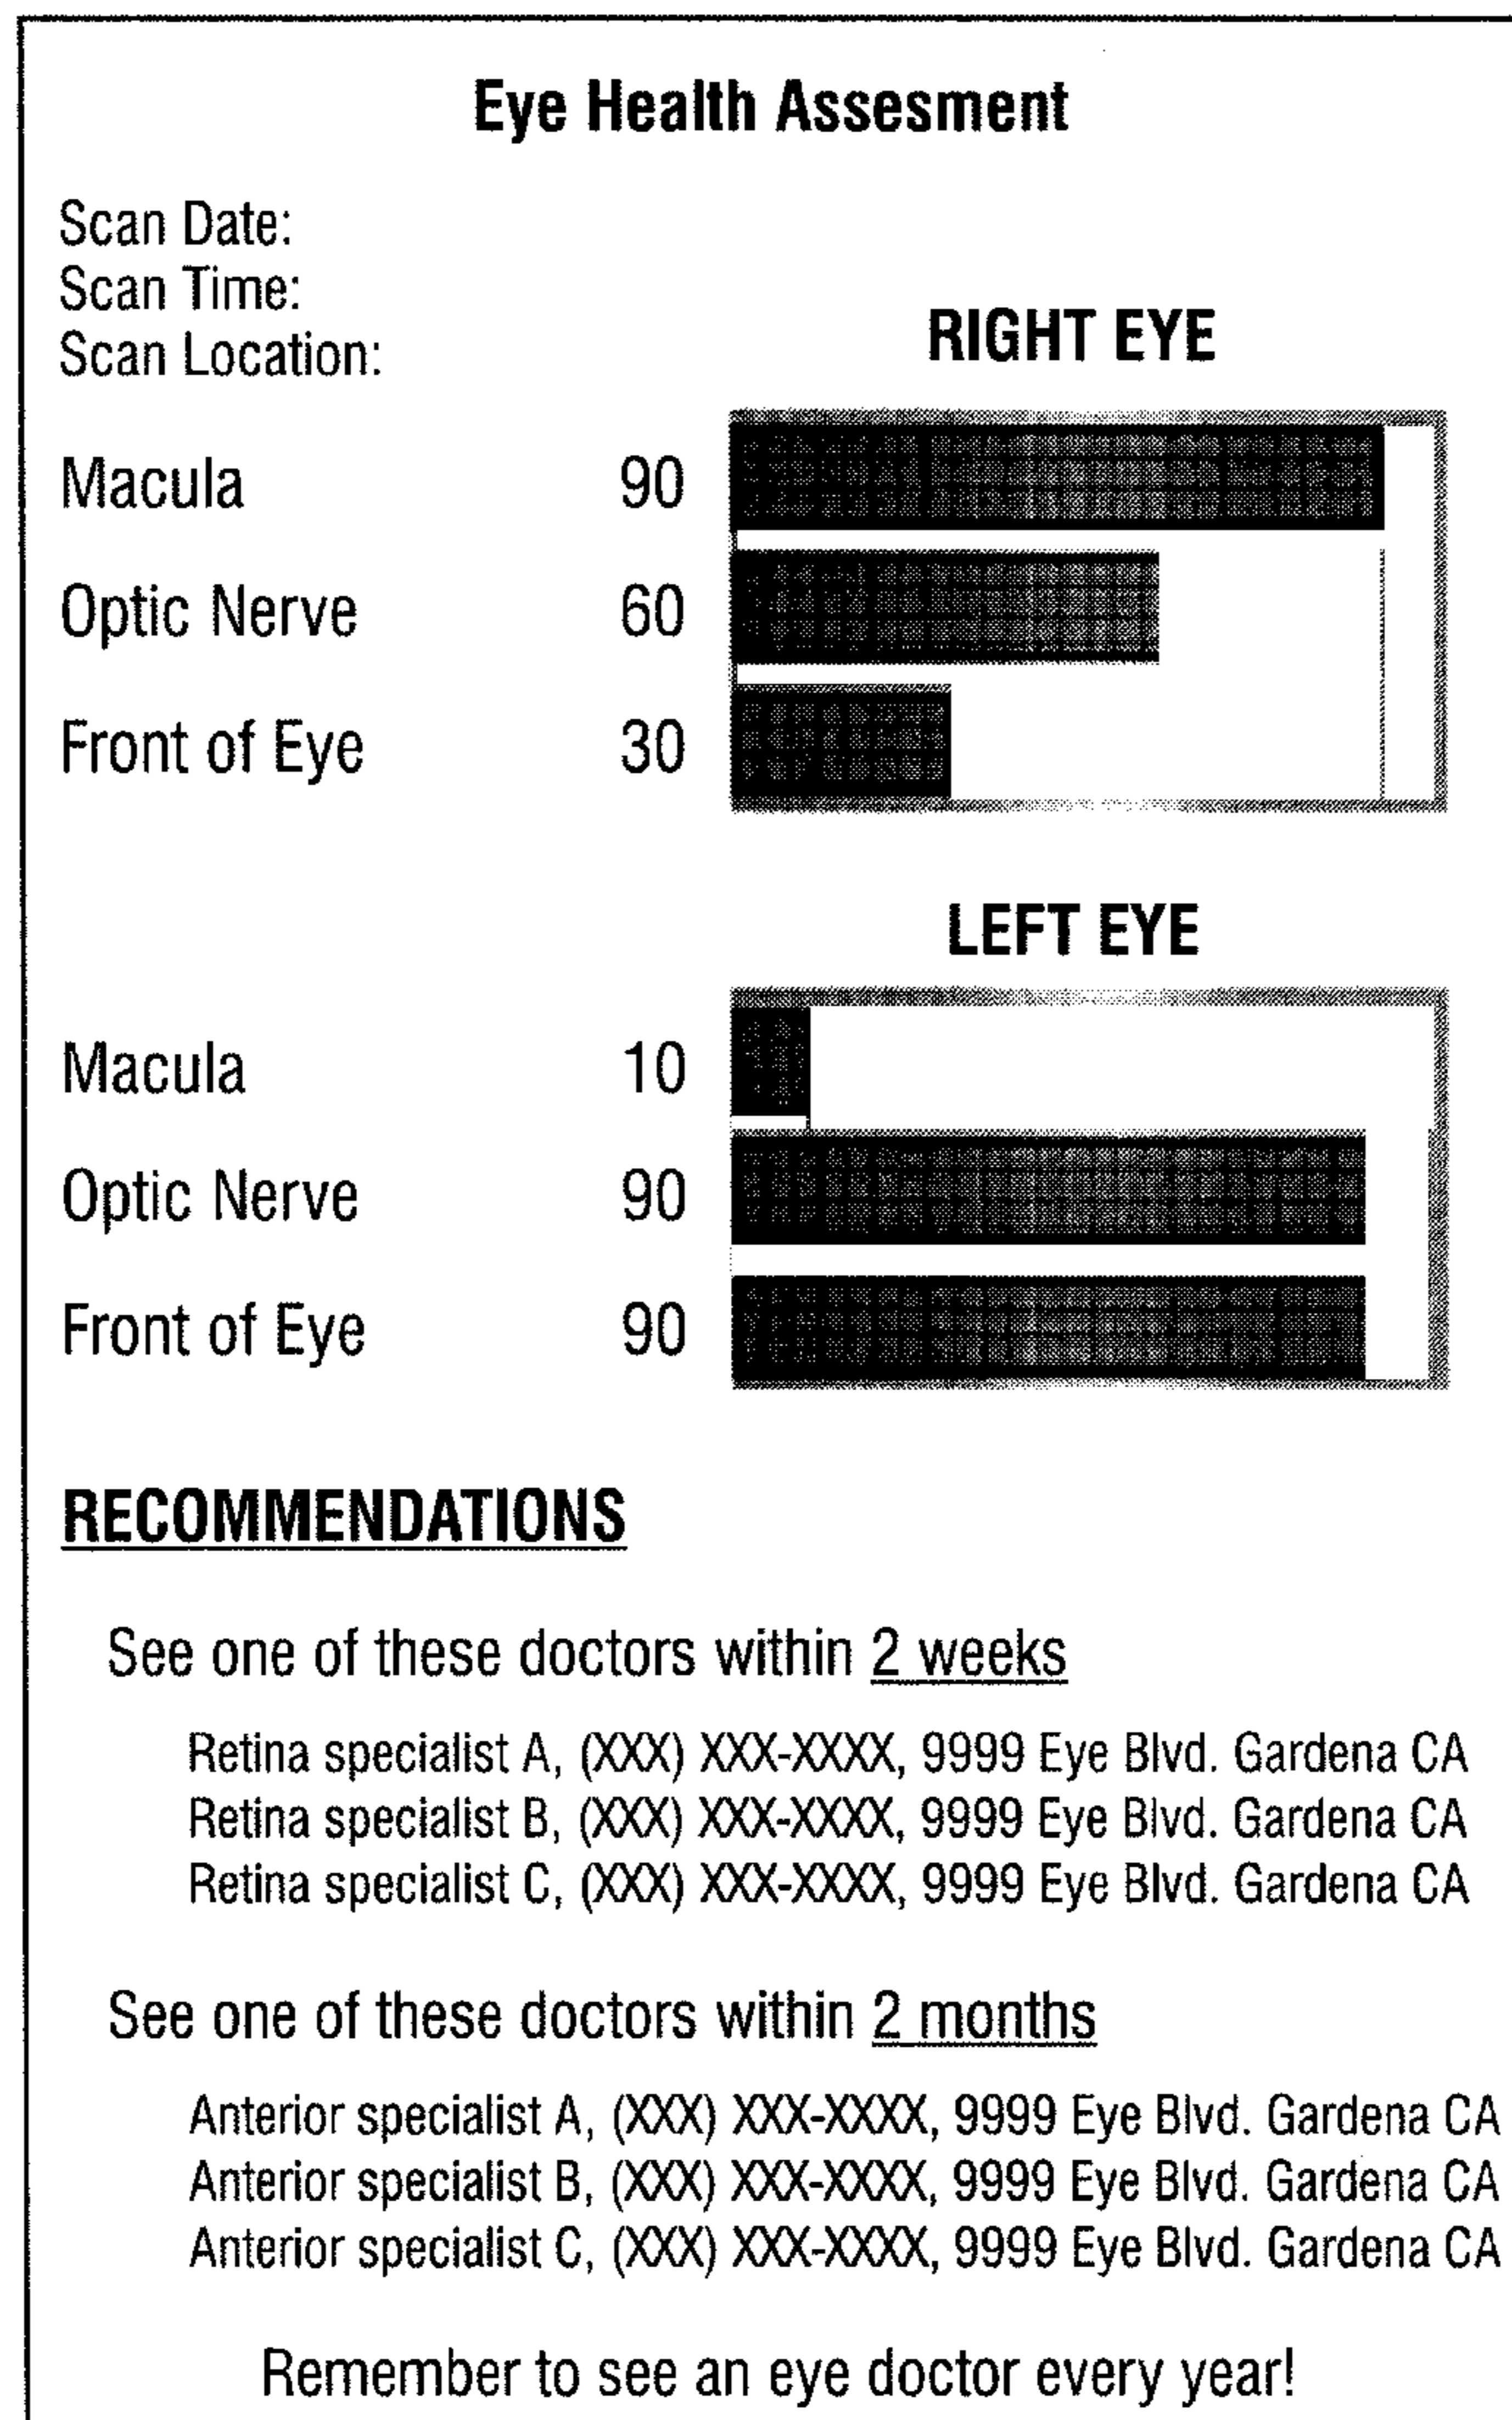 Eye Health Assesment
Scan Date:
Scan Time:
Scan Location:
RIGHT EYE
Macula 90
Optic Nerve 60
Front of Eye 30
LEFT EYE
Macula 10
Optic Nerve 90
Front of Eye 90
RECOMMENDATIONS
See one of these doctors within 2 weeks
Retina specialist A, (XXX) XXX-XXXX, 9999 Eye Blvd. Gardena CA
Retina specialist B, (XXX) XXX-XXXX, 9999 Eye Blvd. Gardena CA
Retina specialist C, (XXX) XXX-XXXX, 9999 Eye Blvd. Gardena CA
See one of these doctors within 2 months
Anterior specialist A, (XXX) XXX-XXXX, 9999 Eye Blvd. Gardena CA
Anterior specialist B, (XXX) XXX-XXXX, 9999 Eye Blvd. Gardena CA
Anterior specialist C, (XXX) XXX-XXXX, 9999 Eye Blvd. Gardena CA
Remember to see an eye doctor every year!